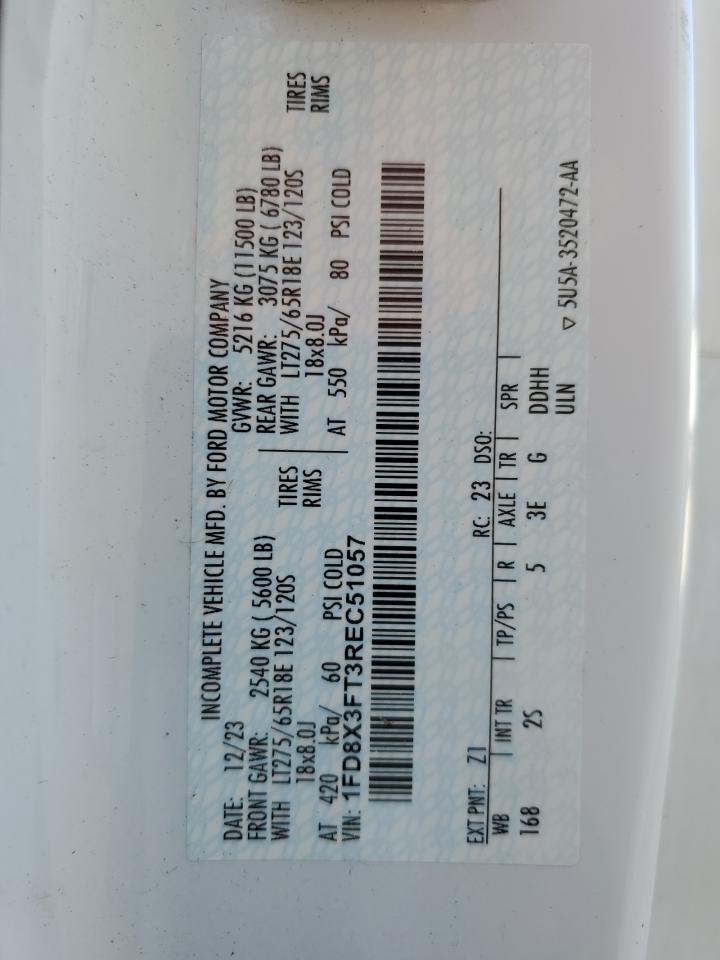 INCOMPLETE VEHICLE MFD. BY FORD MOTOR COMPANY
DATE: 12/23 GVWR: 5216 KG (11500 LB)
FRONT GAWR: 2540 KG ( 5600 LB) REAR GAWR: 3075 KG ( 6780 LB)
WITH LT275/65R18E 123/120S TIRES WITH LT275/65R18E 123/120S TIRES
18x8.0J RIMS 18x8.0J RIMS
AT 420 kPa/ 60 PSI COLD AT 550 kPa/ 80 PSI COLD
VIN: 1FD8X3FT3REC51057
EXT PNT: Z1 RC: 23 DSO:
WB INT TR TP/PS R AXLE TR SPR
168 2S 5 3E G DDHH
ULN
▽ 5U5A-3520472-AA